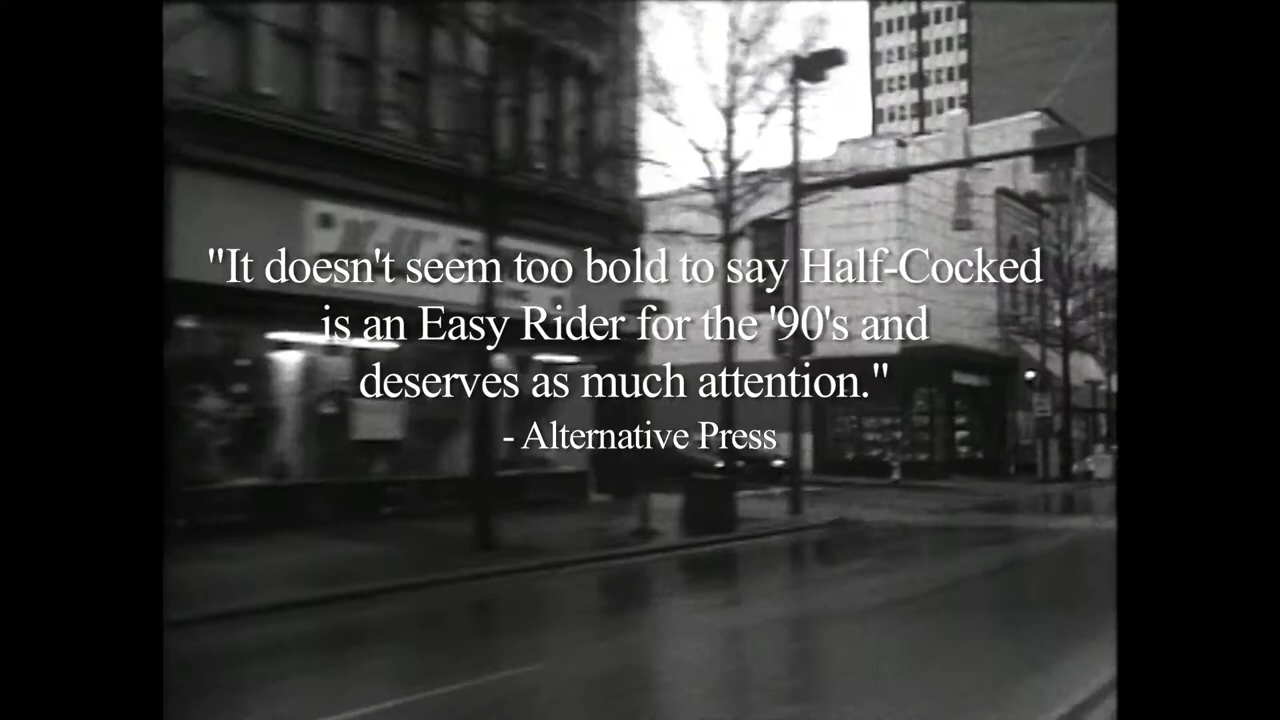 "It doesn't seem too bold to say Half-Cocked
is an Easy Rider for the '90's and
deserves as much attention."
- Alternative Press